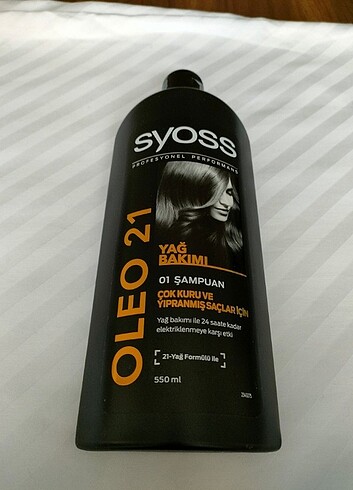 syoss
PROFESYONEL PERFORMANS
OLEO 21
YAĞ
BAKIMI
01 ŞAMPUAN
ÇOK KURU VE
YIPRANMIŞ SAÇLAR İÇİN
Yağ bakımı ile 24 saate kadar
elektriklenmeye karşı etki
21-Yağ Formülü ile
550 ml